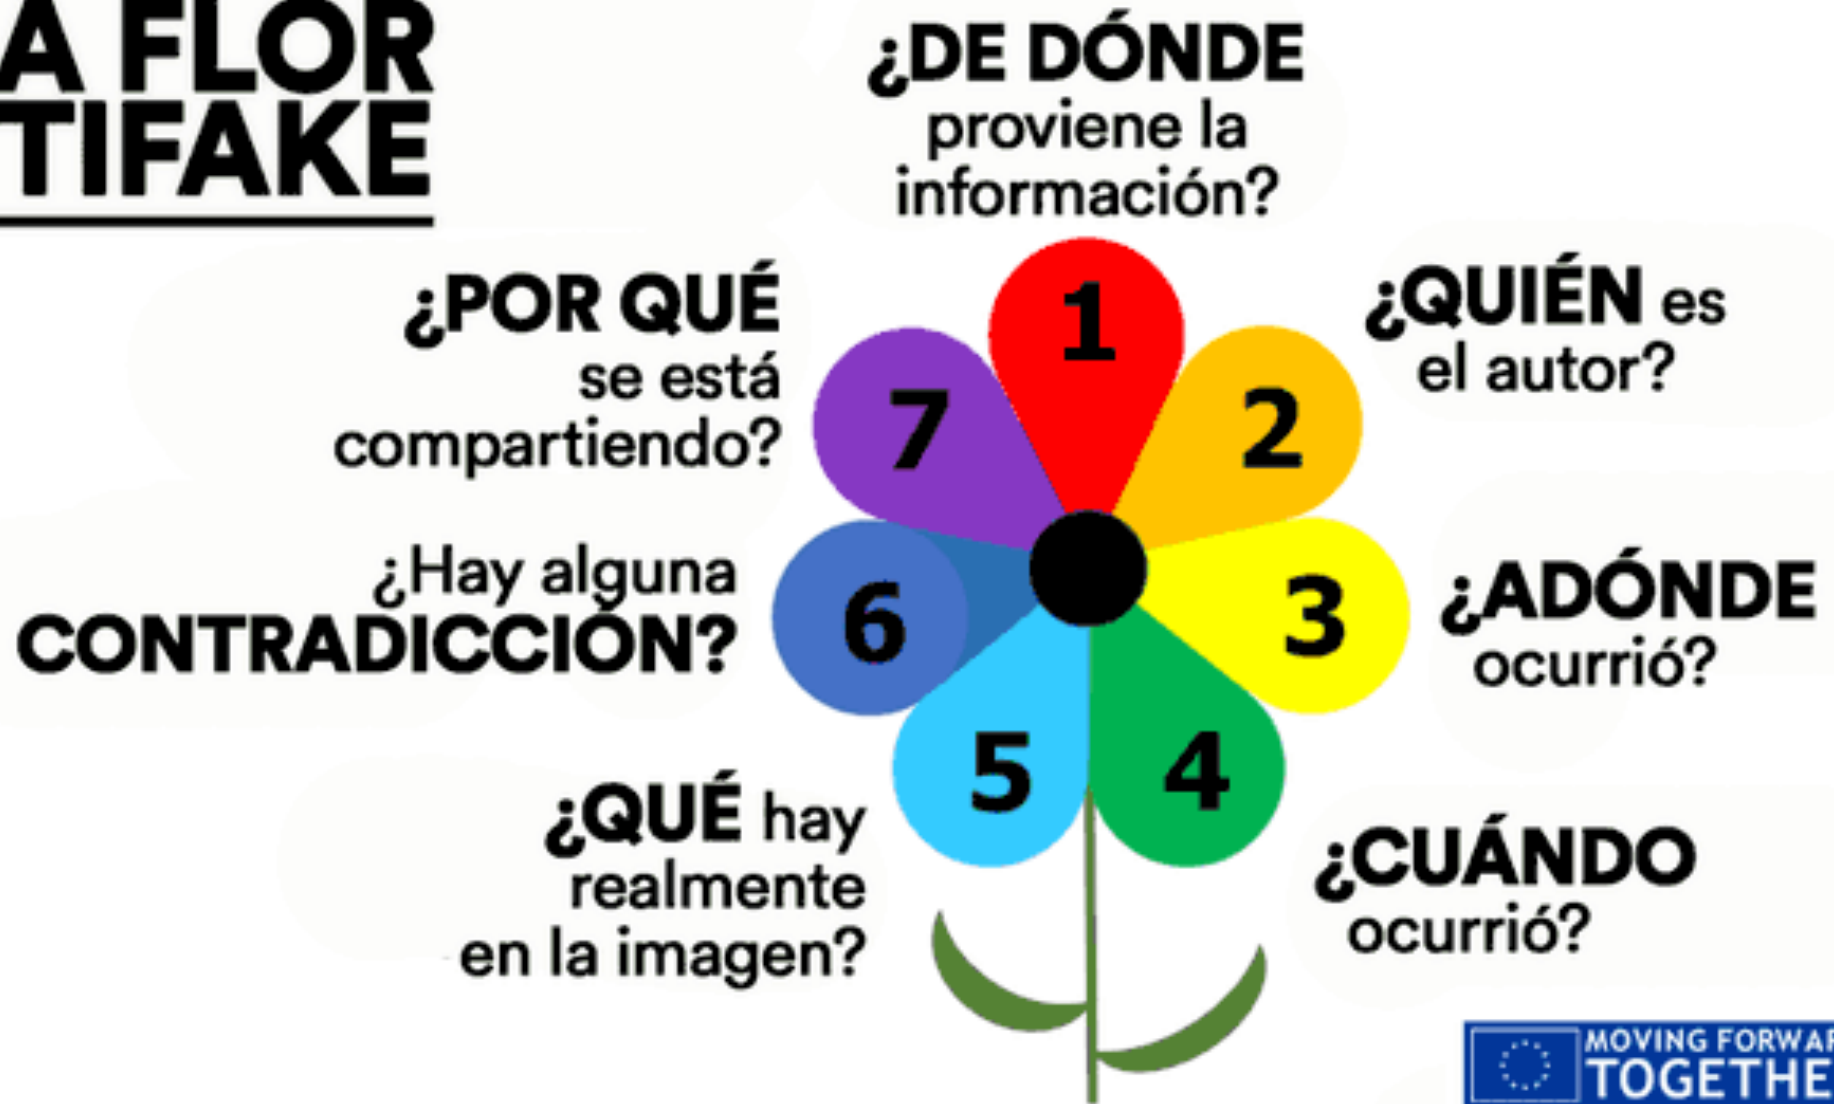 A FLOR
TIFAKE
¿DE DÓNDE
proviene la
información?
1
¿QUIÉN es
el autor?
2
¿ADÓNDE
ocurrió?
3
¿CUÁNDO
ocurrió?
4
¿QUÉ hay
realmente
en la imagen?
5
¿Hay alguna
CONTRADICCIÓN?
6
¿POR QUÉ
se está
compartiendo?
7
MOVING FORWAR
TOGETHE